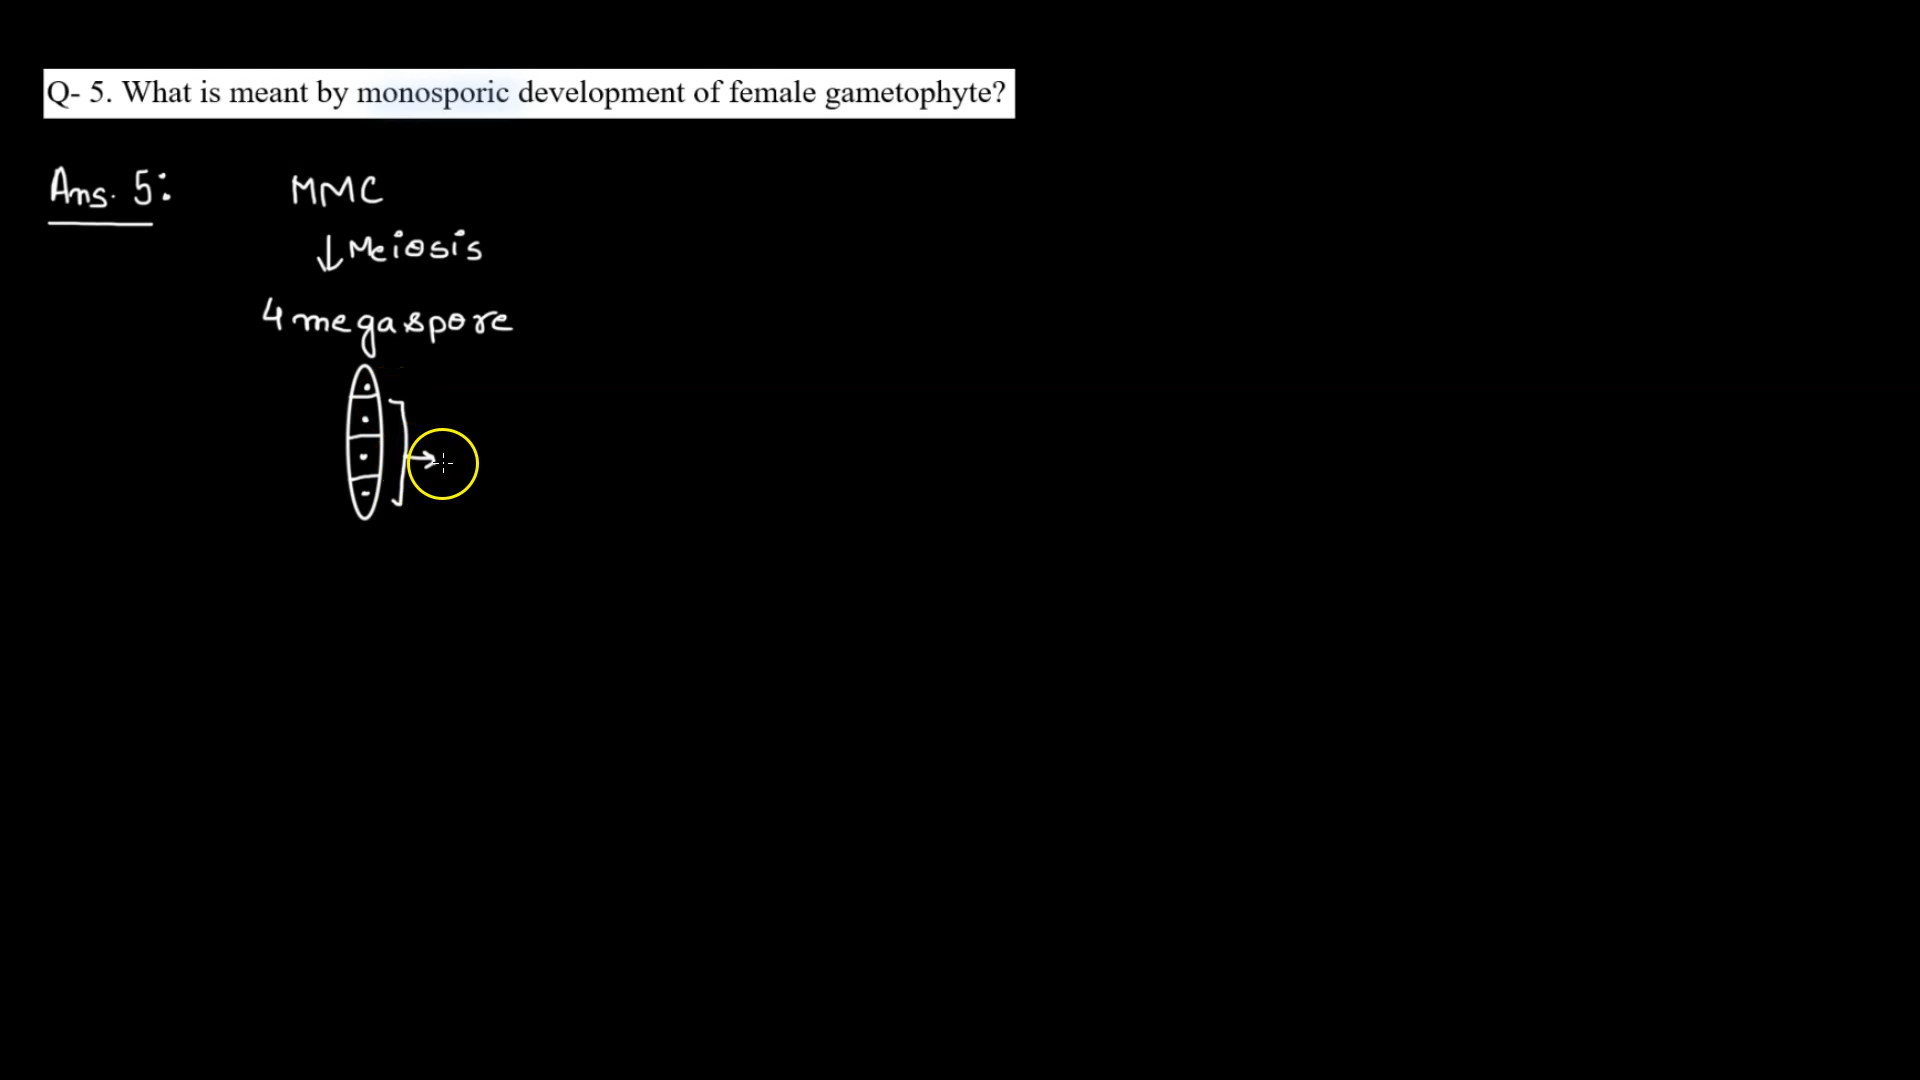 Q- 5. What is meant by monosporic development of female gametophyte?
Ans. 5:
MMC
↓ Meiosis
4 megaspore